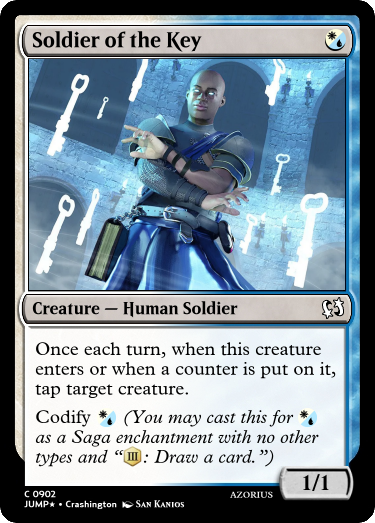 Soldier of the Key
Creature — Human Soldier
Once each turn, when this creature
enters or when a counter is put on it,
tap target creature.
Codify (You may cast this for
as a Saga enchantment with no other
types and “III: Draw a card.”)
1/1
C 0902
JUMP★ • Crashington SAN KANIOS
AZORIUS